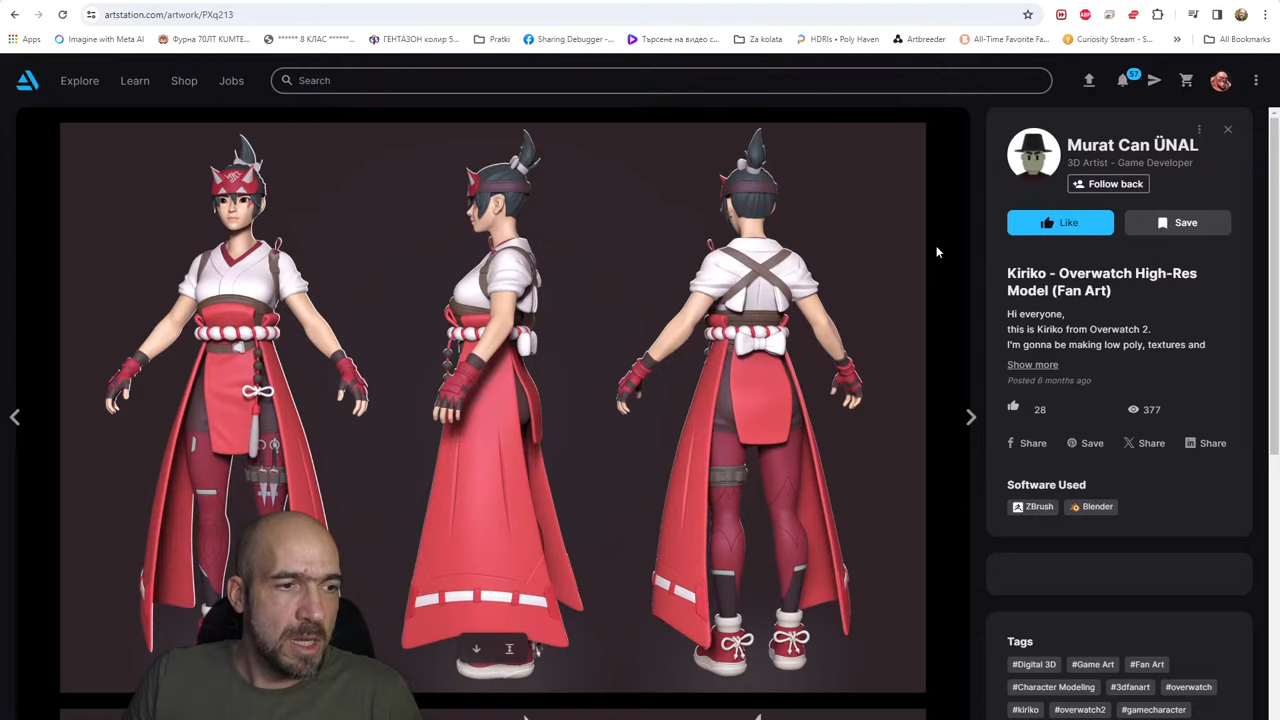 artstation.com/artwork/PXq213
Apps
Imagine with Meta AI
Фурна 70ЛТ KUMTE...
****** 8 КЛАС ******...
ГЕНТАЗОН колир 5...
Pratki
Sharing Debugger -...
Търсене на видео с...
Za kolata
HDRIs • Poly Haven
Artbreeder
All-Time Favorite Fa...
Curiosity Stream - S...
All Bookmarks
Explore
Learn
Shop
Jobs
Search
57
Murat Can ÜNAL
3D Artist - Game Developer
Follow back
Like
Save
Kiriko - Overwatch High-Res
Model (Fan Art)
Hi everyone,
this is Kiriko from Overwatch 2.
I'm gonna be making low poly, textures and
Show more
Posted 6 months ago
28
377
Share
Save
Share
Share
Software Used
ZBrush
Blender
Tags
#Digital 3D
#Game Art
#Fan Art
#Character Modeling
#3dfanart
#overwatch
#kiriko
#overwatch2
#gamecharacter